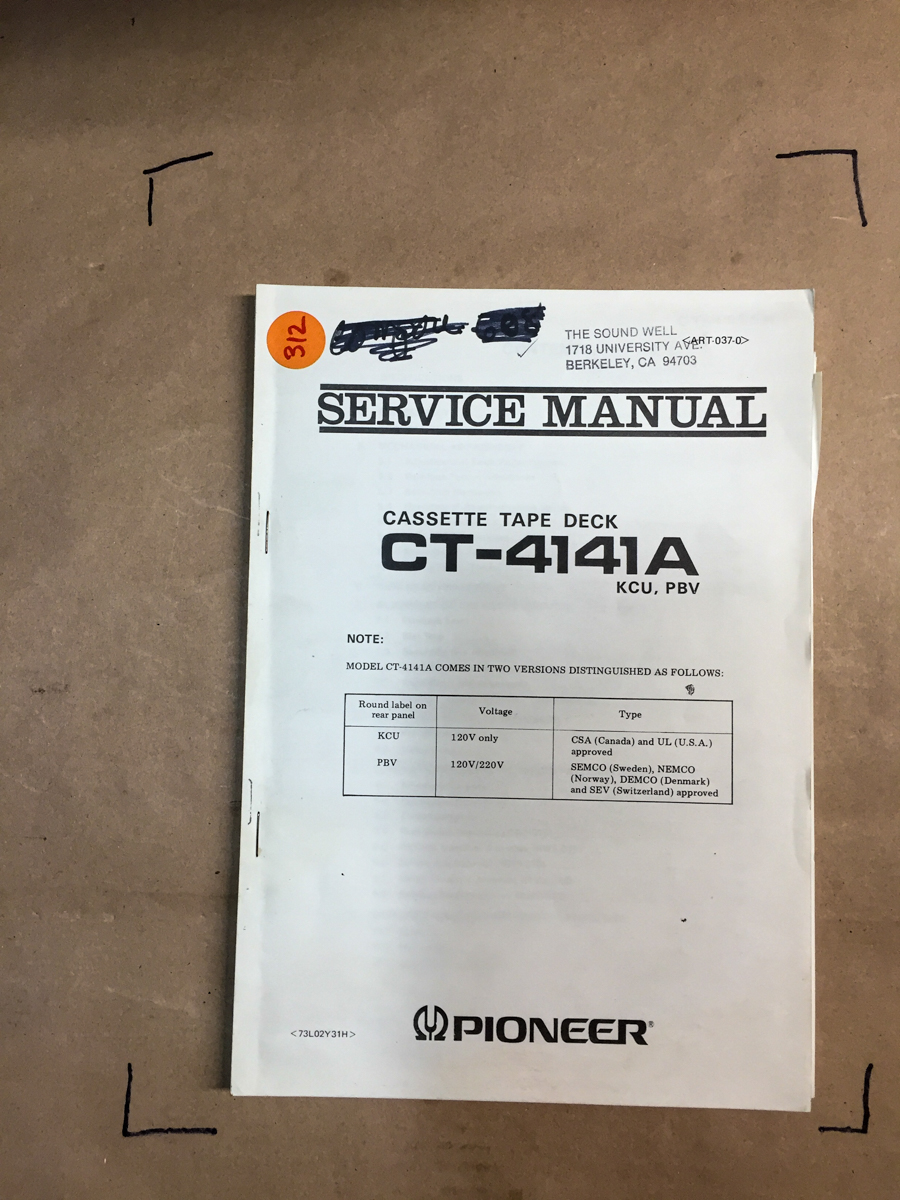 312
THE SOUND WELL
1718 UNIVERSITY AVE.
BERKELEY, CA 94703
<ART-037-0>
SERVICE MANUAL
CASSETTE TAPE DECK
CT-4141A
KCU, PBV
NOTE:
MODEL CT-4141A COMES IN TWO VERSIONS DISTINGUISHED AS FOLLOWS:
Round label on
rear panel
Voltage
Type
KCU
120V only
CSA (Canada) and UL (U.S.A.)
approved
PBV
120V/220V
SEMCO (Sweden), NEMCO
(Norway), DEMCO (Denmark)
and SEV (Switzerland) approved
<73L02Y31H>
PIONEER®